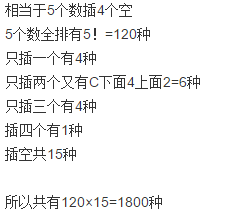 相当于5个数插4个空
5个数全排有5！=120种
只插一个有4种
只插两个又有C下面4上面2=6种
只插三个有4种
插四个有1种
插空共15种
所以共有120×15=1800种